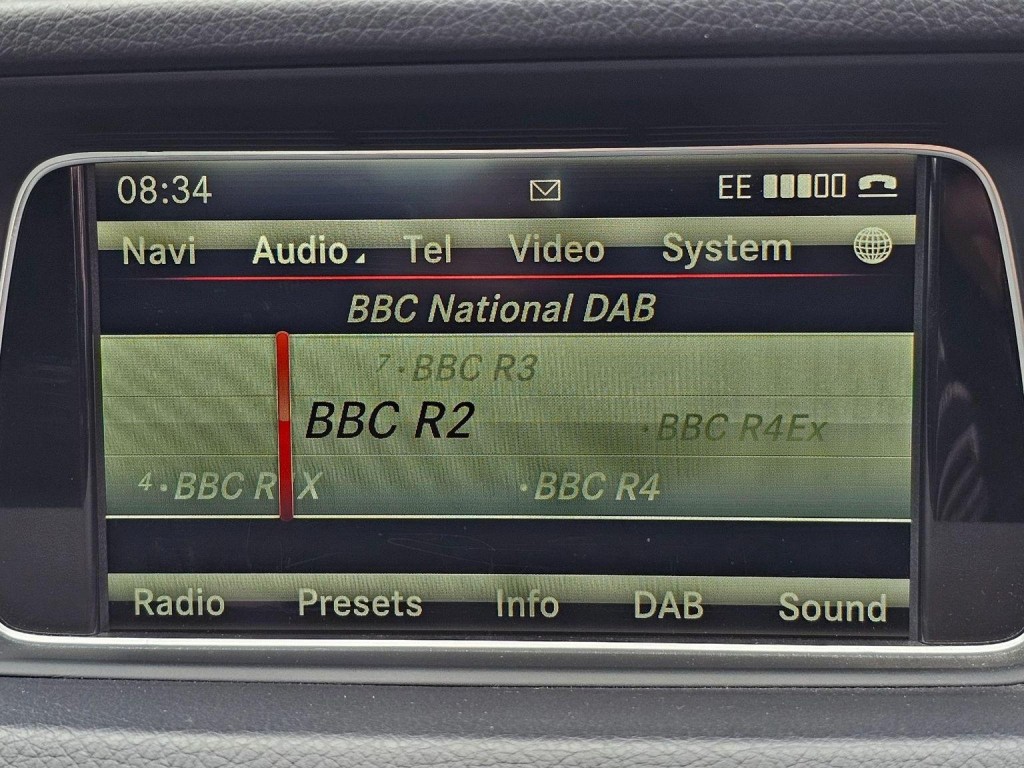 08:34 EE
Navi Audio Tel Video System
BBC National DAB
7 · BBC R3
BBC R2 · BBC R4Ex
4 · BBC R1X · BBC R4
Radio Presets Info DAB Sound